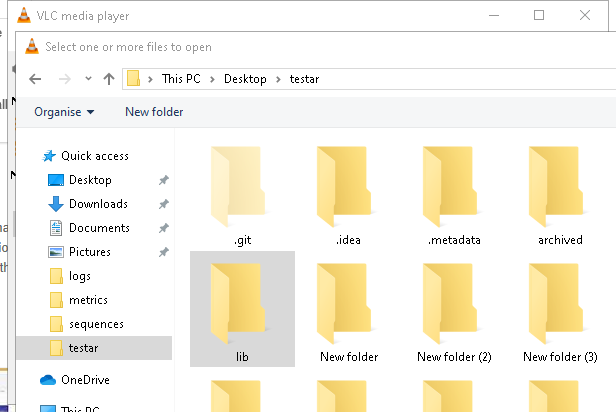 VLC media player
Select one or more files to open
This PC > Desktop > testar
Organise New folder
Quick access
Desktop
Downloads
Documents
Pictures
logs
metrics
sequences
testar
OneDrive
This PC
.git .idea .metadata archived
lib New folder New folder (2) New folder (3)